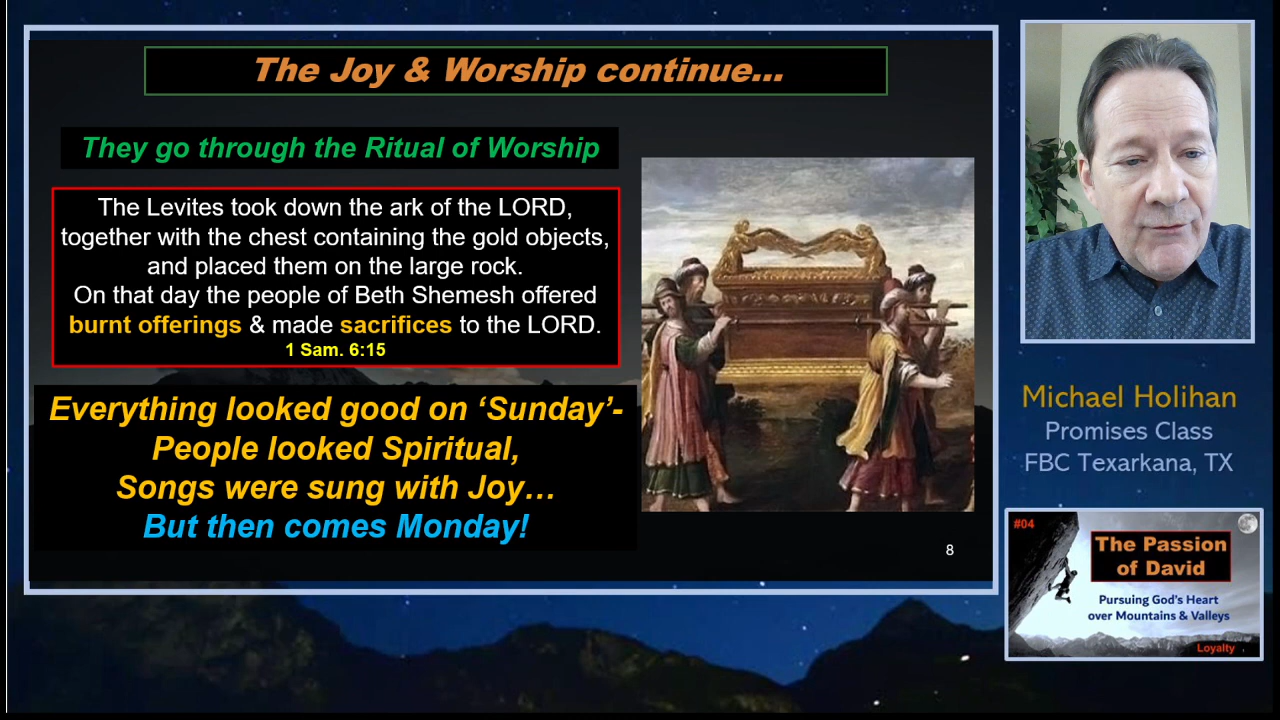 The Joy & Worship continue...
They go through the Ritual of Worship
The Levites took down the ark of the LORD,
together with the chest containing the gold objects,
and placed them on the large rock.
On that day the people of Beth Shemesh offered
burnt offerings & made sacrifices to the LORD.
1 Sam. 6:15
Everything looked good on ‘Sunday’-
People looked Spiritual,
Songs were sung with Joy…
But then comes Monday!
8
Michael Holihan
Promises Class
FBC Texarkana, TX
#04
The Passion
of David
Pursuing God's Heart
over Mountains & Valleys
Loyalty .